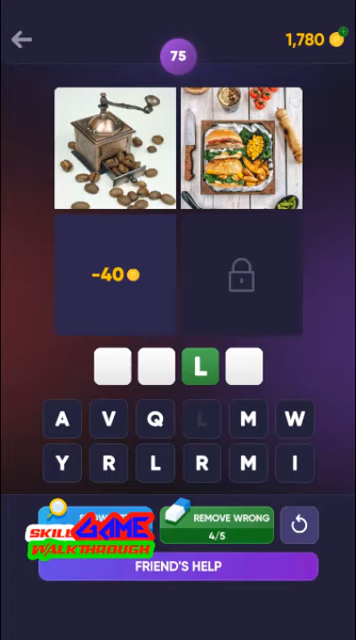 1,780
75
-40
L
A V Q L M W
Y R L R M I
SKILL GAME
WALKTHROUGH
REMOVE WRONG
4/5
FRIEND'S HELP